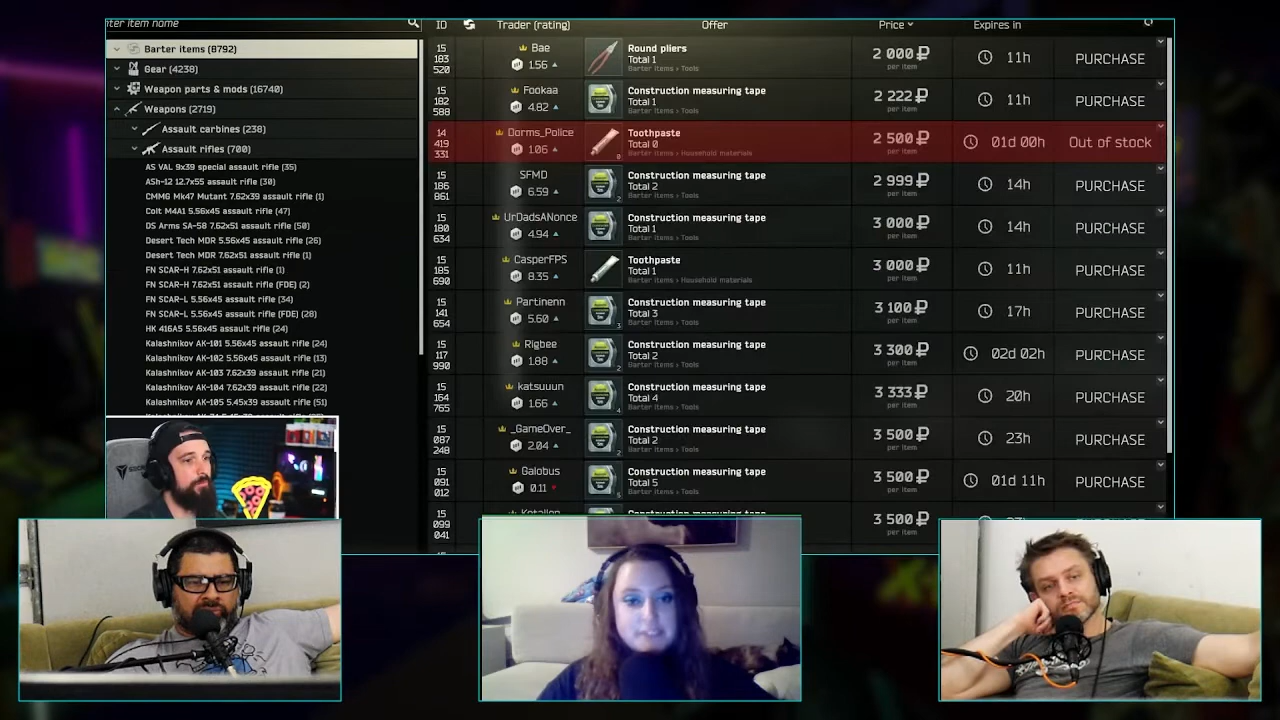 nter item name
ID Trader (rating) Offer Price Expires in
Barter items (8792)
Gear (4238)
Weapon parts & mods (16740)
Weapons (2719)
Assault carbines (238)
Assault rifles (700)
AS VAL 9x39 special assault rifle (35)
ASh-12 12.7x55 assault rifle (30)
CMMG Mk47 Mutant 7.62x39 assault rifle (1)
Colt M4A1 5.56x45 assault rifle (47)
DS Arms SA-58 7.62x51 assault rifle (50)
Desert Tech MDR 5.56x45 assault rifle (26)
Desert Tech MDR 7.62x51 assault rifle (1)
FN SCAR-H 7.62x51 assault rifle (1)
FN SCAR-H 7.62x51 assault rifle (FDE) (2)
FN SCAR-L 5.56x45 assault rifle (34)
FN SCAR-L 5.56x45 assault rifle (FDE) (28)
HK 416A5 5.56x45 assault rifle (24)
Kalashnikov AK-101 5.56x45 assault rifle (24)
Kalashnikov AK-102 5.56x45 assault rifle (13)
Kalashnikov AK-103 7.62x39 assault rifle (21)
Kalashnikov AK-104 7.62x39 assault rifle (22)
Kalashnikov AK-105 5.45x39 assault rifle (51)
15 Bae Round pliers 2 000 ₽
183 1.56 Total 1 11h PURCHASE
520 Barter items > Tools per item
15 Fookaa Construction measuring tape 2 222 ₽
182 4.82 Total 1 11h PURCHASE
588 Barter items > Tools per item
14 Dorms_Police Toothpaste 2 500 ₽
419 1.06 Total 0 01d 00h Out of stock
331 0 Barter items > Household materials per item
15 SFMD Construction measuring tape 2 999 ₽
186 6.59 Total 2 14h PURCHASE
861 2 Barter items > Tools per item
15 UrDadsANonce Construction measuring tape 3 000 ₽
180 4.94 Total 1 14h PURCHASE
634 Barter items > Tools per item
15 CasperFPS Toothpaste 3 000 ₽
185 8.35 Total 1 11h PURCHASE
690 Barter items > Household materials per item
15 Partinenn Construction measuring tape 3 100 ₽
141 5.60 Total 3 17h PURCHASE
654 3 Barter items > Tools per item
15 Rigbee Construction measuring tape 3 300 ₽
117 1.88 Total 2 02d 02h PURCHASE
990 2 Barter items > Tools per item
15 katsuuun Construction measuring tape 3 333 ₽
164 1.66 Total 4 20h PURCHASE
765 4 Barter items > Tools per item
15 _GameOver_ Construction measuring tape 3 500 ₽
087 2.04 Total 2 23h PURCHASE
248 2 Barter items > Tools per item
15 Galobus Construction measuring tape 3 500 ₽
091 0.11 Total 5 01d 11h PURCHASE
012 5 Barter items > Tools per item
15
099 3 500 ₽
041 per item